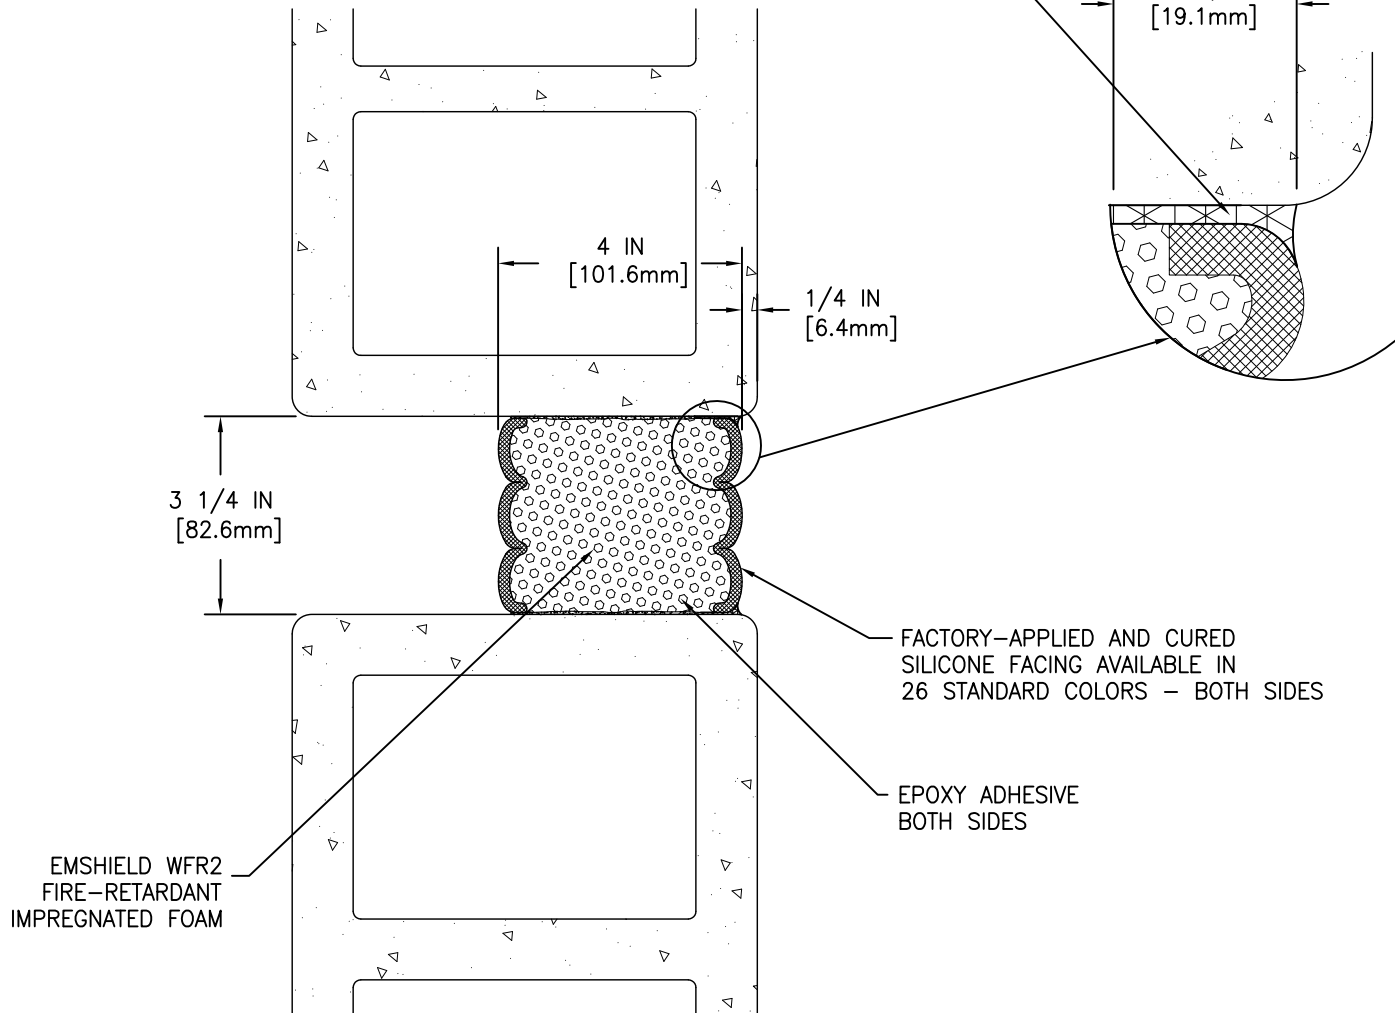 [19.1mm]
4 IN
[101.6mm]
1/4 IN
[6.4mm]
3 1/4 IN
[82.6mm]
FACTORY-APPLIED AND CURED
SILICONE FACING AVAILABLE IN
26 STANDARD COLORS - BOTH SIDES
EPOXY ADHESIVE
BOTH SIDES
EMSHIELD WFR2
FIRE-RETARDANT
IMPREGNATED FOAM